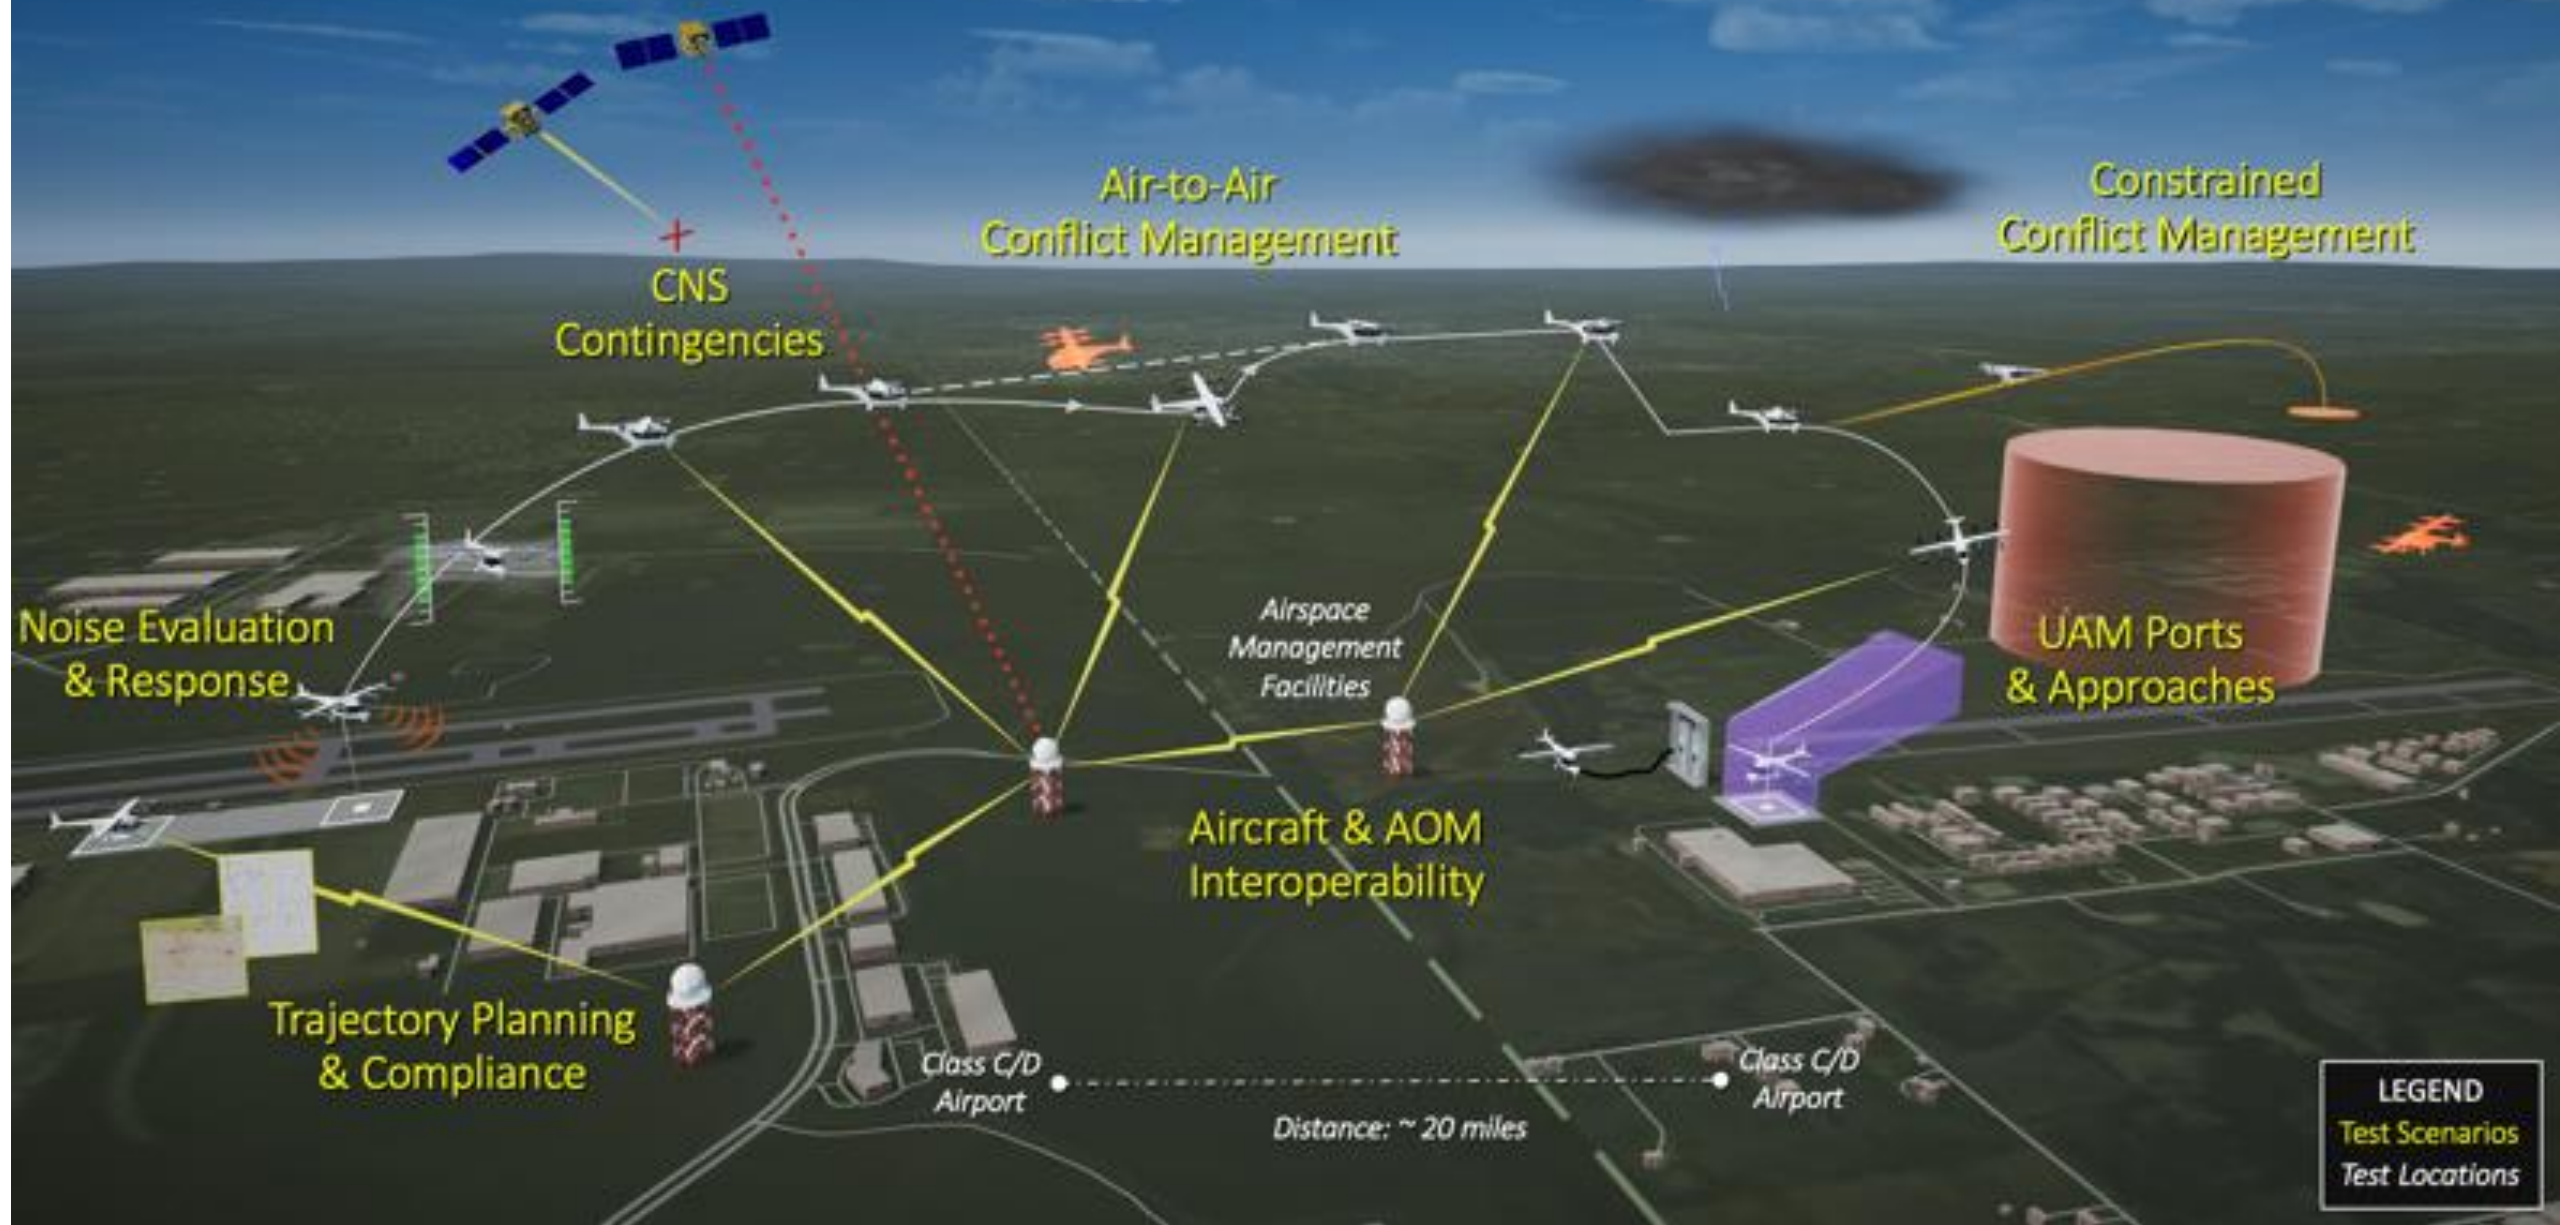 Air-to-Air
Conflict Management
Constrained
Conflict Management
CNS
Contingencies
Noise Evaluation
& Response
Airspace
Management
Facilities
UAM Ports
& Approaches
Aircraft & AOM
Interoperability
Trajectory Planning
& Compliance
Class C/D
Airport
Class C/D
Airport
Distance: ~ 20 miles
LEGEND
Test Scenarios
Test Locations